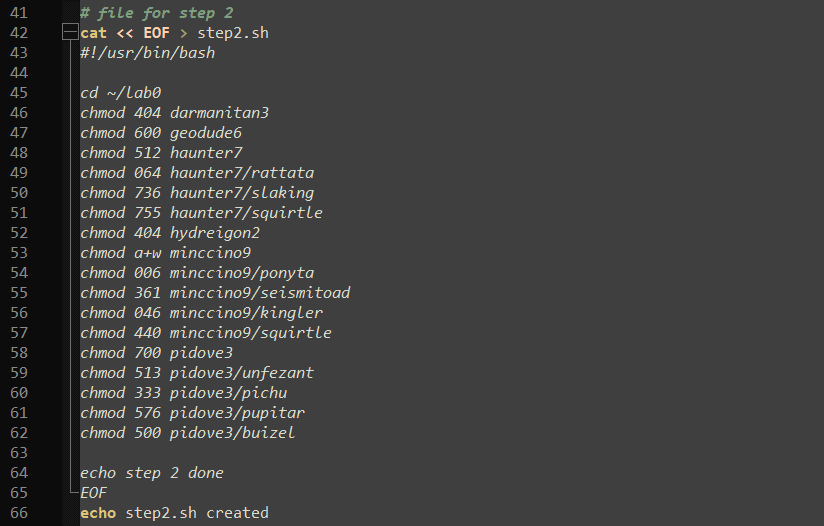 41 # file for step 2
42 cat << EOF > step2.sh
43 #!/usr/bin/bash
44
45 cd ~/lab0
46 chmod 404 darmanitan3
47 chmod 600 geodude6
48 chmod 512 haunter7
49 chmod 064 haunter7/rattata
50 chmod 736 haunter7/slaking
51 chmod 755 haunter7/squirtle
52 chmod 404 hydreigon2
53 chmod a+w minccino9
54 chmod 006 minccino9/ponyta
55 chmod 361 minccino9/seismitoad
56 chmod 046 minccino9/kingler
57 chmod 440 minccino9/squirtle
58 chmod 700 pidove3
59 chmod 513 pidove3/unfezant
60 chmod 333 pidove3/pichu
61 chmod 576 pidove3/pupitar
62 chmod 500 pidove3/buizel
63
64 echo step 2 done
65 EOF
66 echo step2.sh created